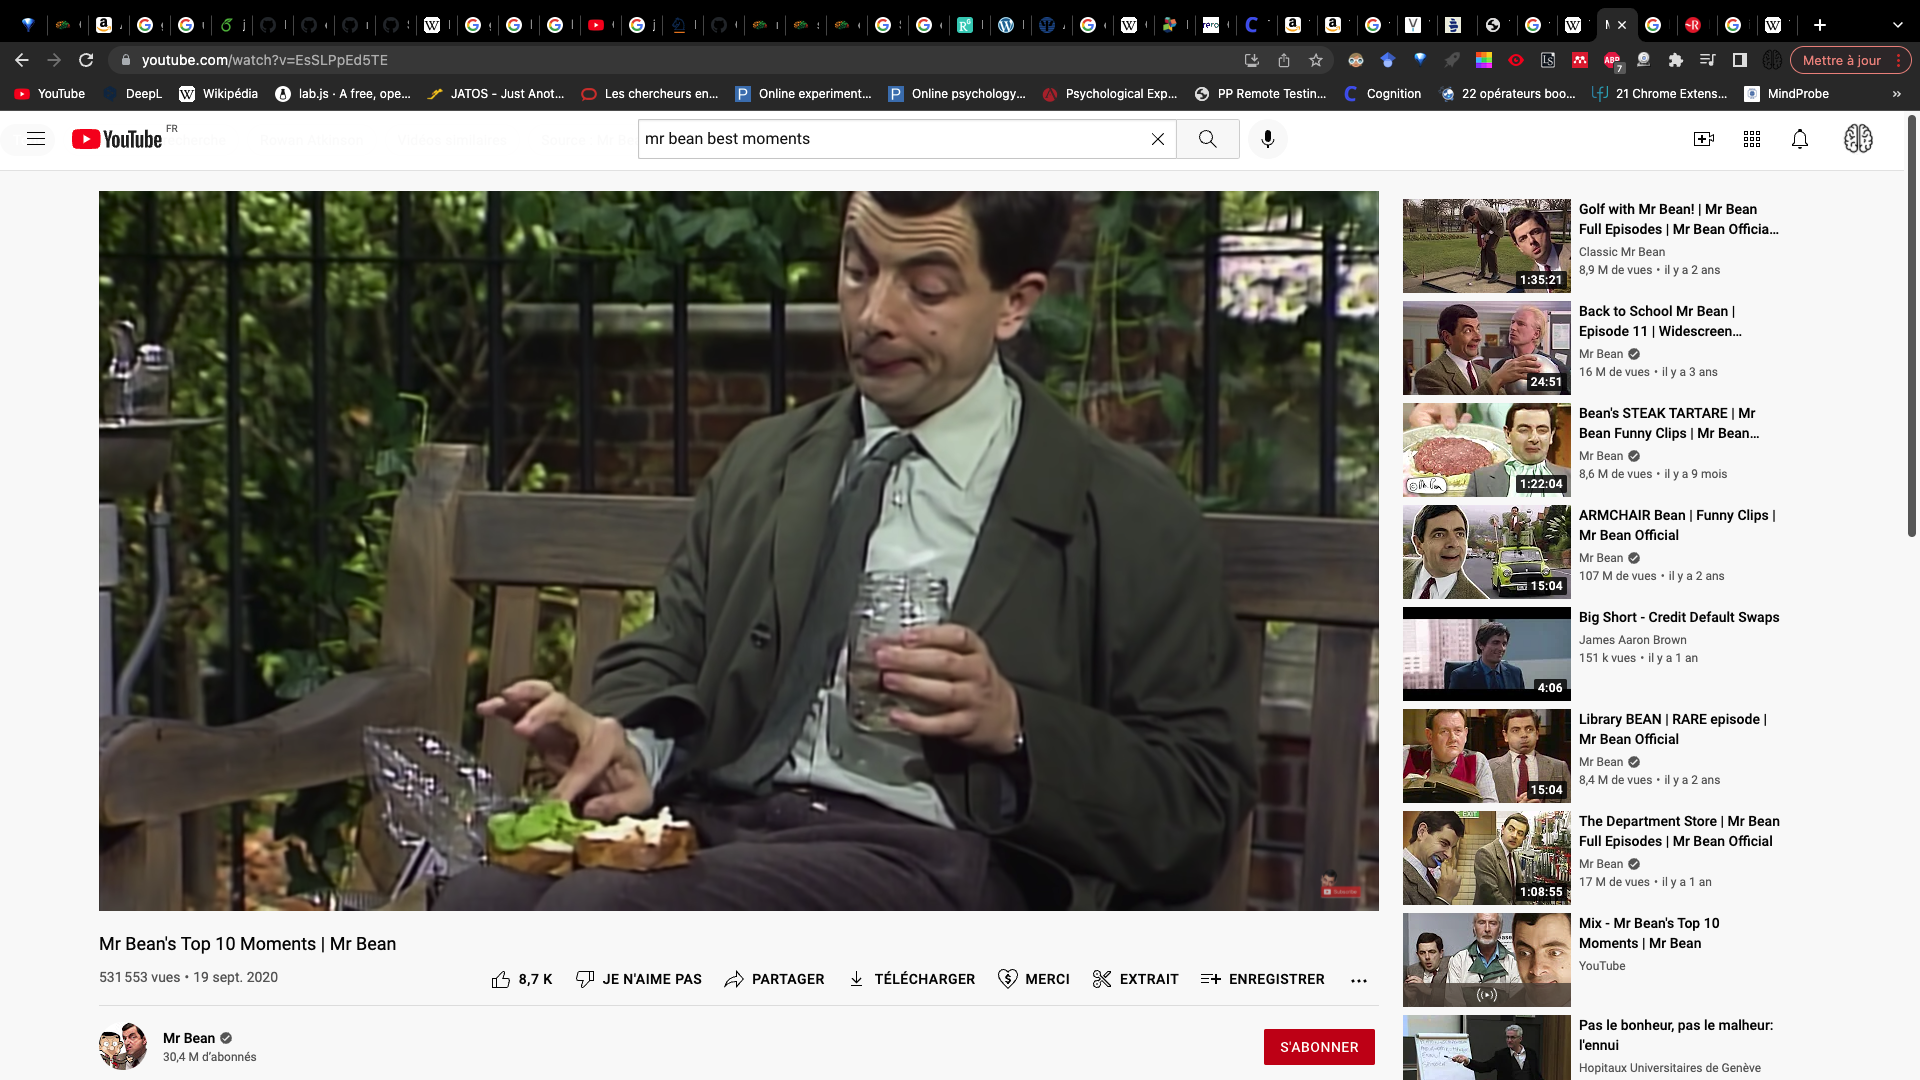 youtube.com/watch?v=EsSLPpEd5TE
Mettre à jour
7
YouTube
DeepL
Wikipédia
lab.js · A free, ope...
JATOS - Just Anot...
Les chercheurs en...
Online experiment...
Online psychology...
Psychological Exp...
PP Remote Testin...
Cognition
22 opérateurs boo...
21 Chrome Extens...
MindProbe
»
YouTube FR
mr bean best moments
Golf with Mr Bean! | Mr Bean
Full Episodes | Mr Bean Officia...
Classic Mr Bean
8,9 M de vues • il y a 2 ans
1:35:21
Back to School Mr Bean |
Episode 11 | Widescreen...
Mr Bean
16 M de vues • il y a 3 ans
24:51
Bean's STEAK TARTARE | Mr
Bean Funny Clips | Mr Bean...
Mr Bean
8,6 M de vues • il y a 9 mois
1:22:04
ARMCHAIR Bean | Funny Clips |
Mr Bean Official
Mr Bean
107 M de vues • il y a 2 ans
15:04
Big Short - Credit Default Swaps
James Aaron Brown
151 k vues • il y a 1 an
4:06
Library BEAN | RARE episode |
Mr Bean Official
Mr Bean
8,4 M de vues • il y a 2 ans
15:04
The Department Store | Mr Bean
Full Episodes | Mr Bean Official
Mr Bean
17 M de vues • il y a 1 an
EXIT
1:08:55
Mix - Mr Bean's Top 10
Moments | Mr Bean
YouTube
Pas le bonheur, pas le malheur:
l'ennui
Hopitaux Universitaires de Genève
Subscribe
Mr Bean's Top 10 Moments | Mr Bean
531 553 vues • 19 sept. 2020
8,7 K
JE N'AIME PAS
PARTAGER
TÉLÉCHARGER
MERCI
EXTRAIT
ENREGISTRER
...
Mr Bean
30,4 M d'abonnés
S'ABONNER